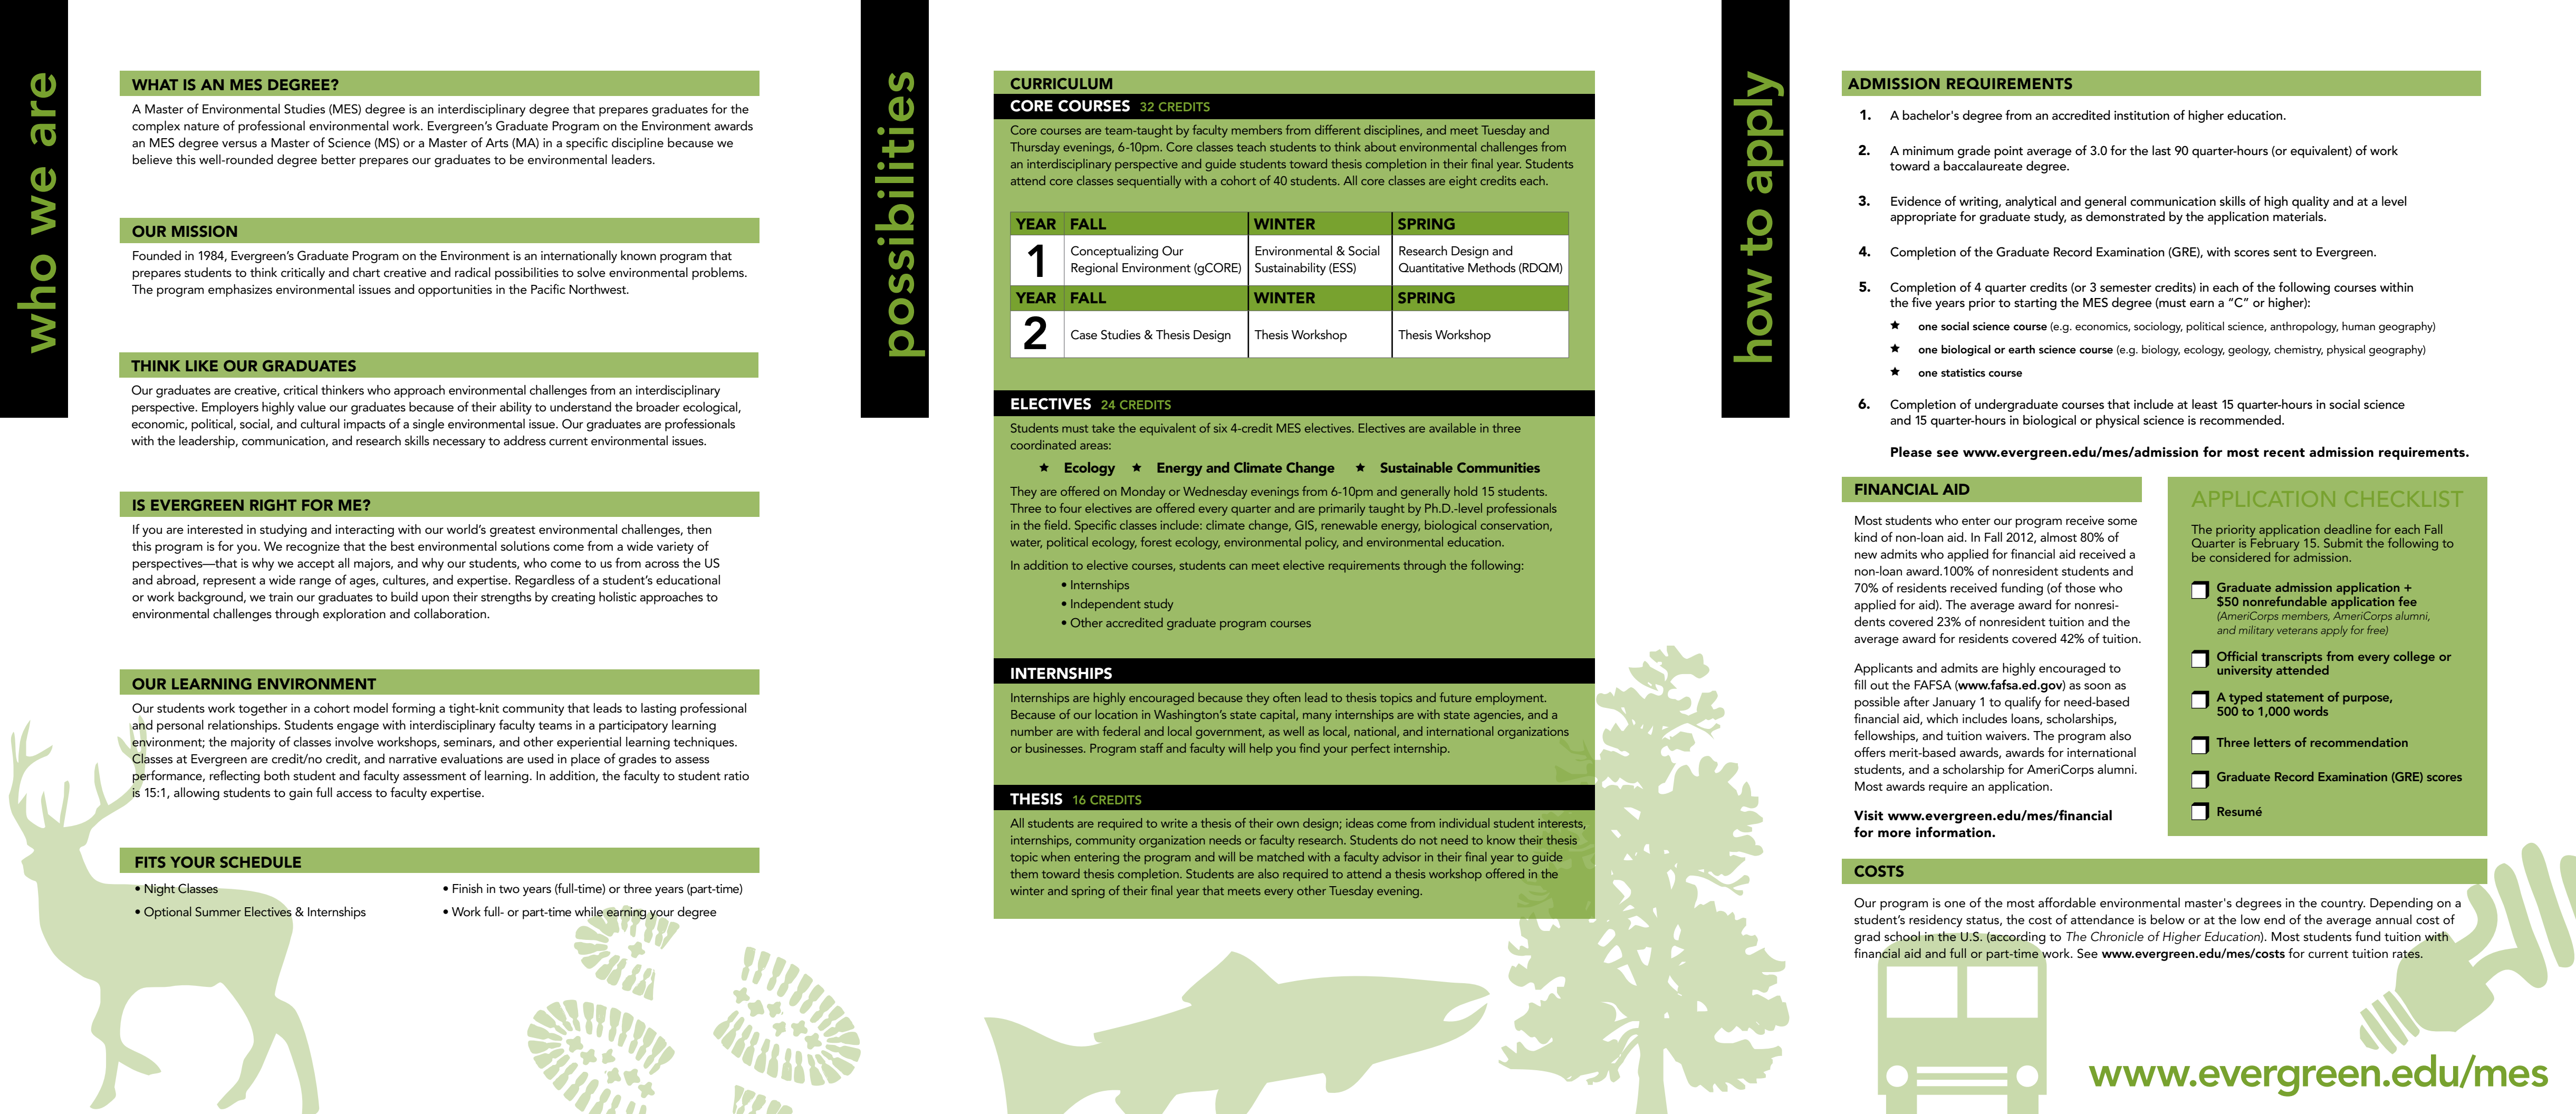 who we are
WHAT IS AN MES DEGREE?
A Master of Environmental Studies (MES) degree is an interdisciplinary degree that prepares graduates for the
complex nature of professional environmental work. Evergreen's Graduate Program on the Environment awards
an MES degree versus a Master of Science (MS) or a Master of Arts (MA) in a specific discipline because we
believe this well-rounded degree better prepares our graduates to be environmental leaders.
OUR MISSION
Founded in 1984, Evergreen's Graduate Program on the Environment is an internationally known program that
prepares students to think critically and chart creative and radical possibilities to solve environmental problems.
The program emphasizes environmental issues and opportunities in the Pacific Northwest.
THINK LIKE OUR GRADUATES
Our graduates are creative, critical thinkers who approach environmental challenges from an interdisciplinary
perspective. Employers highly value our graduates because of their ability to understand the broader ecological,
economic, political, social, and cultural impacts of a single environmental issue. Our graduates are professionals
with the leadership, communication, and research skills necessary to address current environmental issues.
IS EVERGREEN RIGHT FOR ME?
If you are interested in studying and interacting with our world's greatest environmental challenges, then
this program is for you. We recognize that the best environmental solutions come from a wide variety of
perspectives—that is why we accept all majors, and why our students, who come to us from across the US
and abroad, represent a wide range of ages, cultures, and expertise. Regardless of a student's educational
or work background, we train our graduates to build upon their strengths by creating holistic approaches to
environmental challenges through exploration and collaboration.
OUR LEARNING ENVIRONMENT
Our students work together in a cohort model forming a tight-knit community that leads to lasting professional
and personal relationships. Students engage with interdisciplinary faculty teams in a participatory learning
environment; the majority of classes involve workshops, seminars, and other experiential learning techniques.
Classes at Evergreen are credit/no credit, and narrative evaluations are used in place of grades to assess
performance, reflecting both student and faculty assessment of learning. In addition, the faculty to student ratio
is 15:1, allowing students to gain full access to faculty expertise.
FITS YOUR SCHEDULE
• Night Classes
• Optional Summer Electives & Internships
• Finish in two years (full-time) or three years (part-time)
• Work full- or part-time while earning your degree
possibilities
CURRICULUM
CORE COURSES 32 CREDITS
Core courses are team-taught by faculty members from different disciplines, and meet Tuesday and
Thursday evenings, 6-10pm. Core classes teach students to think about environmental challenges from
an interdisciplinary perspective and guide students toward thesis completion in their final year. Students
attend core classes sequentially with a cohort of 40 students. All core classes are eight credits each.
YEAR FALL WINTER SPRING
1 Conceptualizing Our Environmental & Social Research Design and
Regional Environment (gCORE) Sustainability (ESS) Quantitative Methods (RDQM)
YEAR FALL WINTER SPRING
2 Case Studies & Thesis Design Thesis Workshop Thesis Workshop
ELECTIVES 24 CREDITS
Students must take the equivalent of six 4-credit MES electives. Electives are available in three
coordinated areas:
★ Ecology ★ Energy and Climate Change ★ Sustainable Communities
They are offered on Monday or Wednesday evenings from 6-10pm and generally hold 15 students.
Three to four electives are offered every quarter and are primarily taught by Ph.D.-level professionals
in the field. Specific classes include: climate change, GIS, renewable energy, biological conservation,
water, political ecology, forest ecology, environmental policy, and environmental education.
In addition to elective courses, students can meet elective requirements through the following:
• Internships
• Independent study
• Other accredited graduate program courses
INTERNSHIPS
Internships are highly encouraged because they often lead to thesis topics and future employment.
Because of our location in Washington's state capital, many internships are with state agencies, and a
number are with federal and local government, as well as local, national, and international organizations
or businesses. Program staff and faculty will help you find your perfect internship.
THESIS 16 CREDITS
All students are required to write a thesis of their own design; ideas come from individual student interests,
internships, community organization needs or faculty research. Students do not need to know their thesis
topic when entering the program and will be matched with a faculty advisor in their final year to guide
them toward thesis completion. Students are also required to attend a thesis workshop offered in the
winter and spring of their final year that meets every other Tuesday evening.
how to apply
ADMISSION REQUIREMENTS
1. A bachelor's degree from an accredited institution of higher education.
2. A minimum grade point average of 3.0 for the last 90 quarter-hours (or equivalent) of work
toward a baccalaureate degree.
3. Evidence of writing, analytical and general communication skills of high quality and at a level
appropriate for graduate study, as demonstrated by the application materials.
4. Completion of the Graduate Record Examination (GRE), with scores sent to Evergreen.
5. Completion of 4 quarter credits (or 3 semester credits) in each of the following courses within
the five years prior to starting the MES degree (must earn a "C" or higher):
★ one social science course (e.g. economics, sociology, political science, anthropology, human geography)
★ one biological or earth science course (e.g. biology, ecology, geology, chemistry, physical geography)
★ one statistics course
6. Completion of undergraduate courses that include at least 15 quarter-hours in social science
and 15 quarter-hours in biological or physical science is recommended.
Please see www.evergreen.edu/mes/admission for most recent admission requirements.
FINANCIAL AID
Most students who enter our program receive some
kind of non-loan aid. In Fall 2012, almost 80% of
new admits who applied for financial aid received a
non-loan award.100% of nonresident students and
70% of residents received funding (of those who
applied for aid). The average award for nonresi-
dents covered 23% of nonresident tuition and the
average award for residents covered 42% of tuition.
Applicants and admits are highly encouraged to
fill out the FAFSA (www.fafsa.ed.gov) as soon as
possible after January 1 to qualify for need-based
financial aid, which includes loans, scholarships,
fellowships, and tuition waivers. The program also
offers merit-based awards, awards for international
students, and a scholarship for AmeriCorps alumni.
Most awards require an application.
Visit www.evergreen.edu/mes/financial
for more information.
APPLICATION CHECKLIST
The priority application deadline for each Fall
Quarter is February 15. Submit the following to
be considered for admission.
Graduate admission application +
$50 nonrefundable application fee
(AmeriCorps members, AmeriCorps alumni,
and military veterans apply for free)
Official transcripts from every college or
university attended
A typed statement of purpose,
500 to 1,000 words
Three letters of recommendation
Graduate Record Examination (GRE) scores
Resumé
COSTS
Our program is one of the most affordable environmental master's degrees in the country. Depending on a
student's residency status, the cost of attendance is below or at the low end of the average annual cost of
grad school in the U.S. (according to The Chronicle of Higher Education). Most students fund tuition with
financial aid and full or part-time work. See www.evergreen.edu/mes/costs for current tuition rates.
www.evergreen.edu/mes